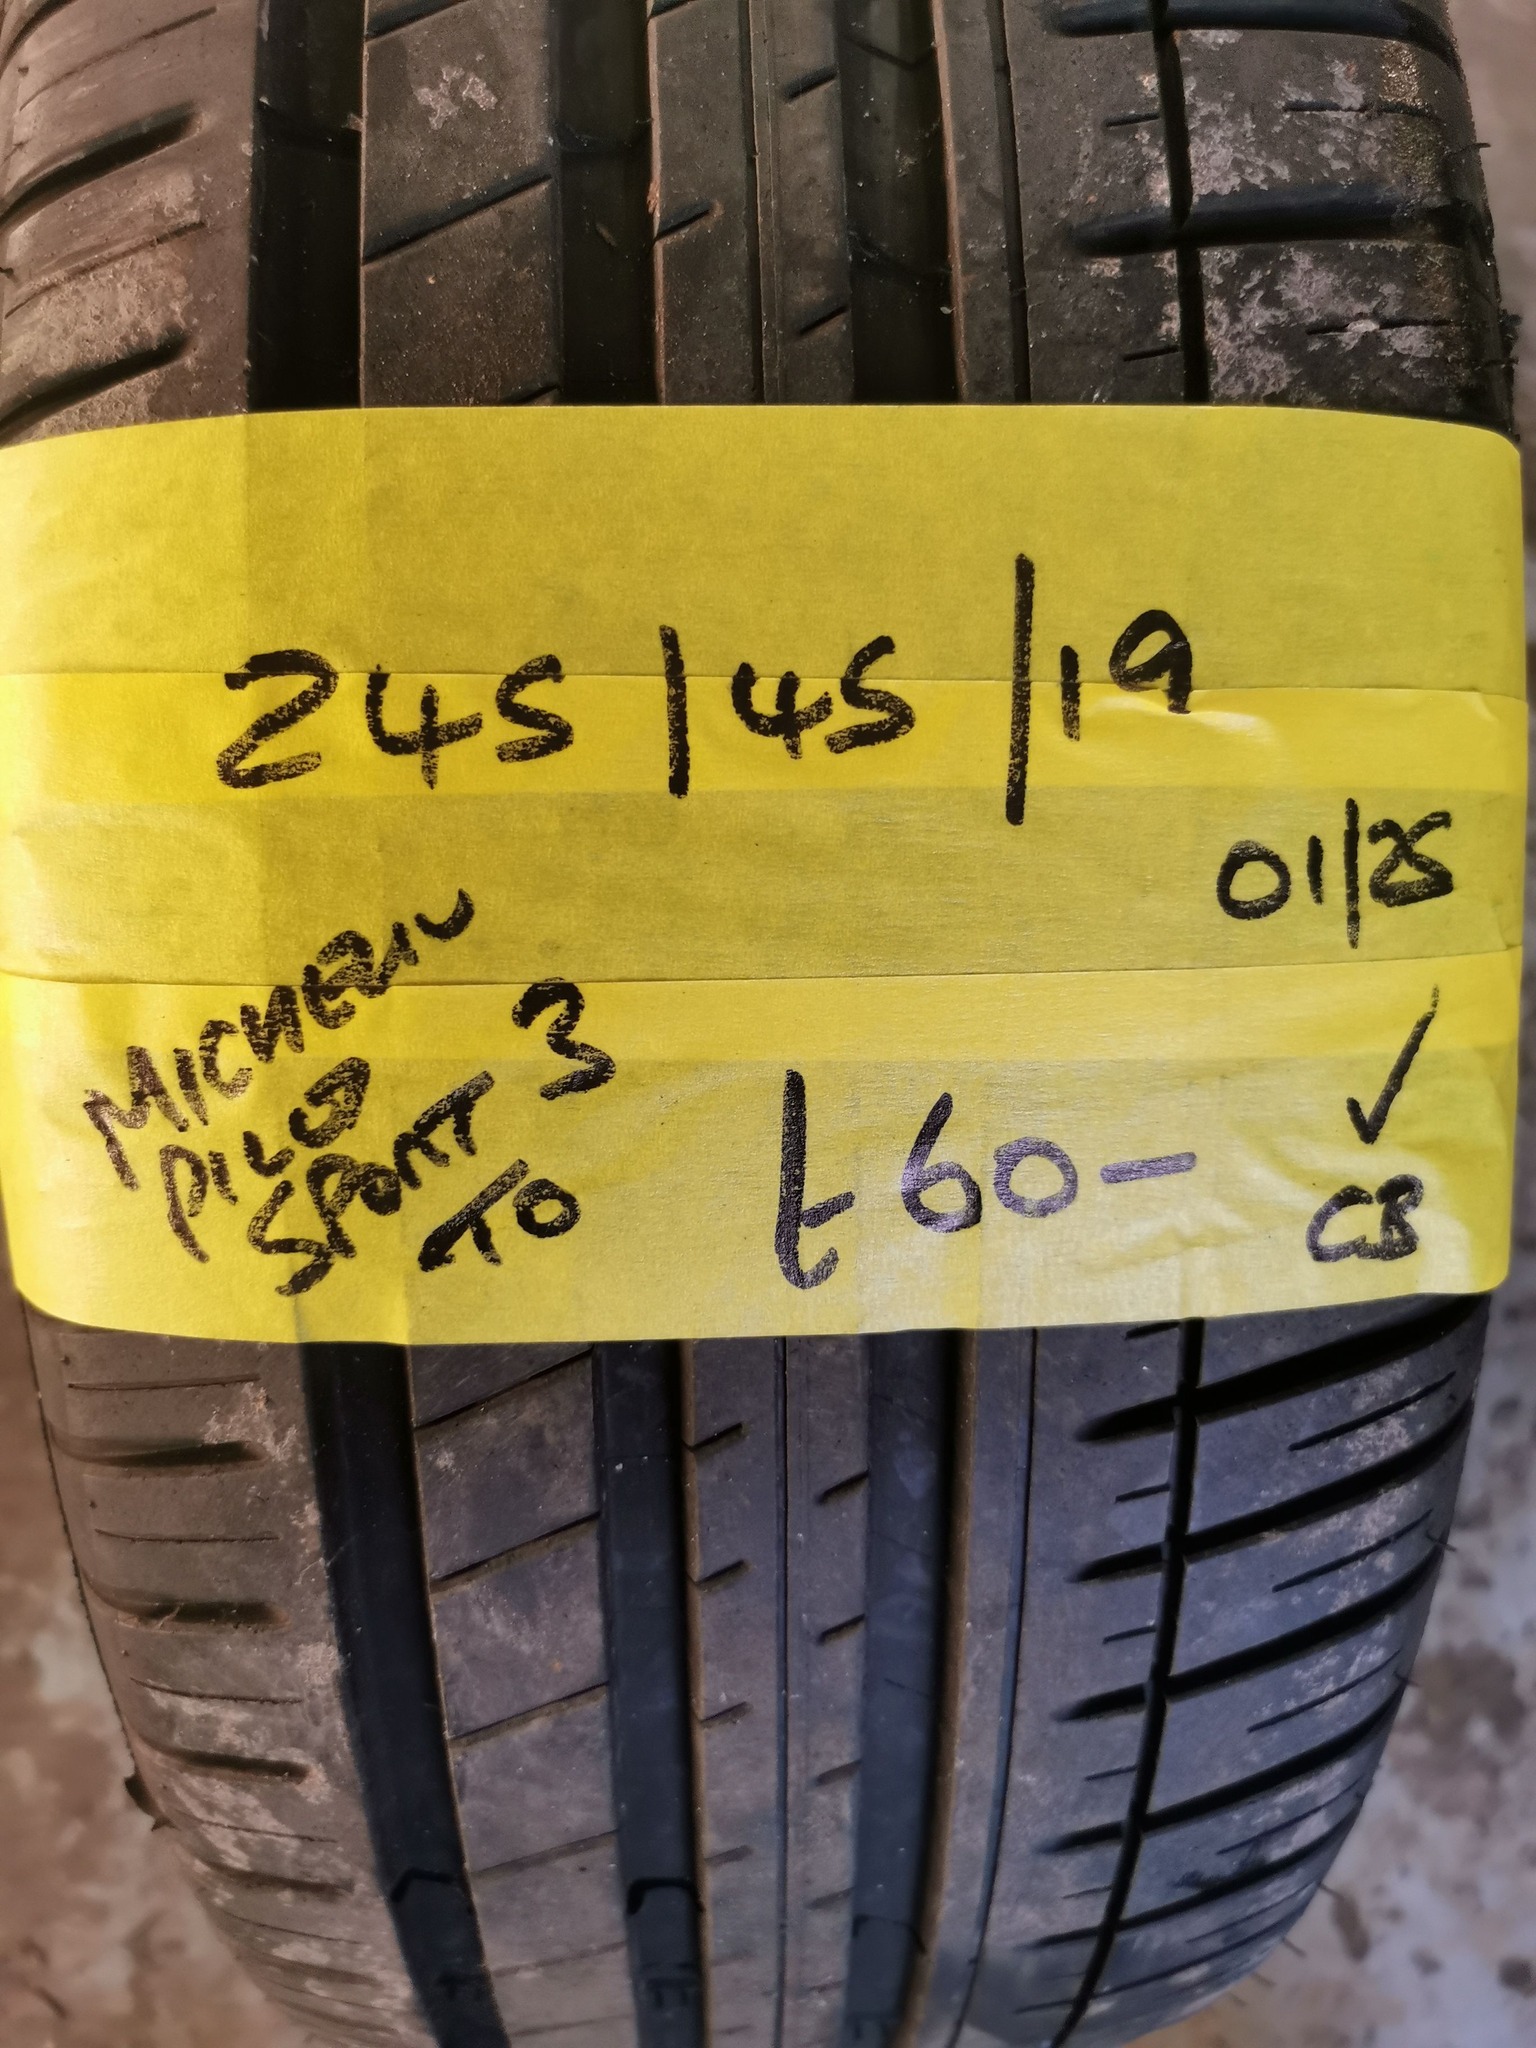 245/45/19
01/25
MICHELIN
PILOT
SPORT 3
TO
£60-
✓
CB